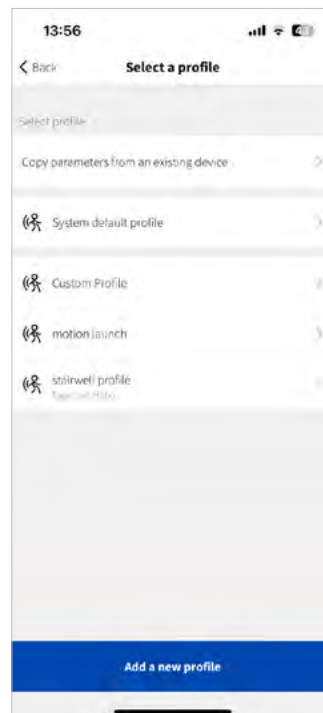 13:56
Back
Select a profile
Select profile
Copy parameters from an existing device
System default profile
Custom Profile
motion launch
stairwell profile
Add a new profile